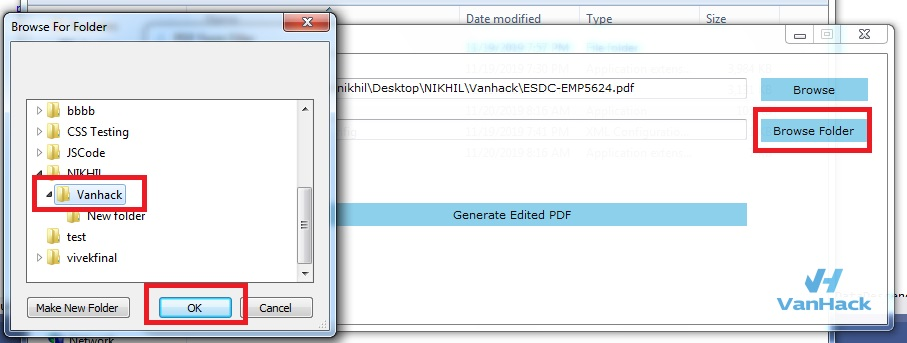 Date modified Type Size
Browse For Folder
bbbb
CSS Testing
JSCode
NIKHIL
Vanhack
New folder
test
vivekfinal
Make New Folder OK Cancel
nikhil\Desktop\NIKHIL\Vanhack\ESDC-EMP5624.pdf
Browse
Browse Folder
Generate Edited PDF
VanHack
Network